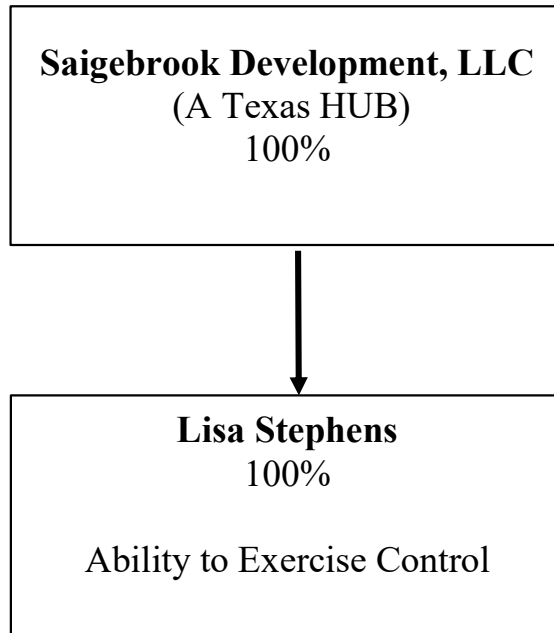 Saigebrook Development, LLC
(A Texas HUB)
100%
Lisa Stephens
100%
Ability to Exercise Control